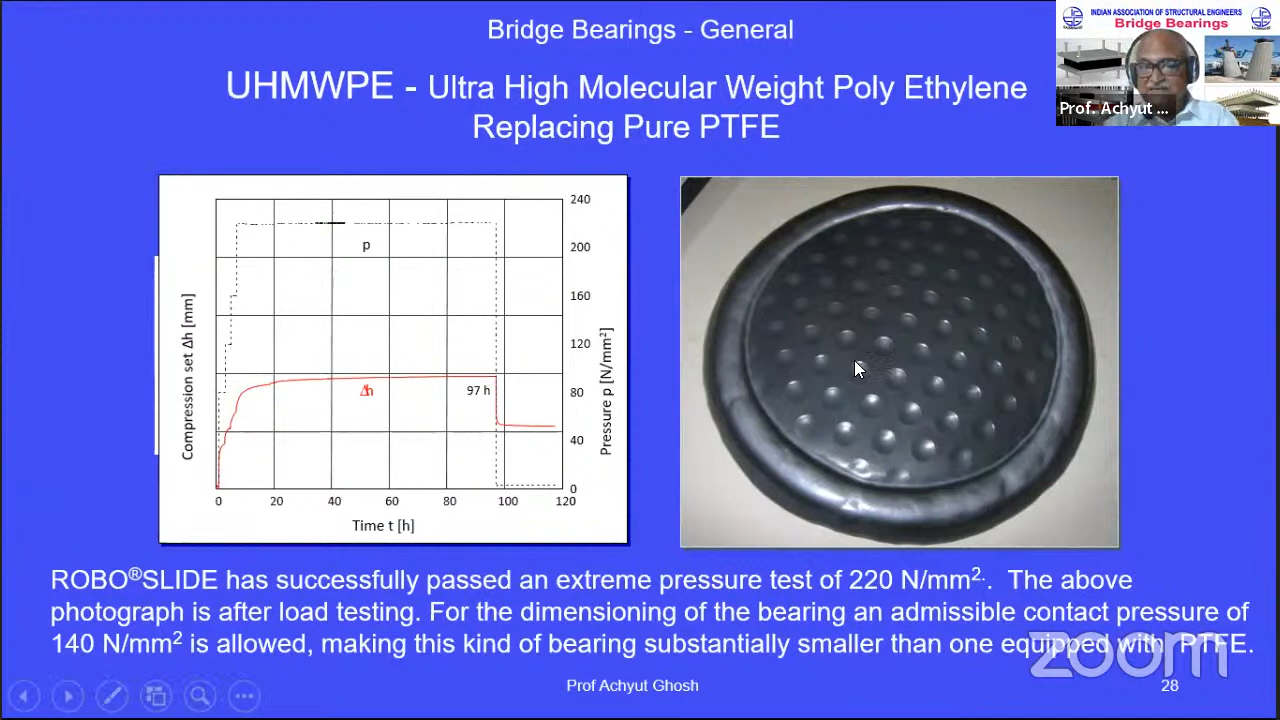 Bridge Bearings - General
INDIAN ASSOCIATION OF STRUCTURAL ENGINEERS
Bridge Bearings
Prof. Achyut ...
UHMWPE - Ultra High Molecular Weight Poly Ethylene
Replacing Pure PTFE
240
200
160
120
80
40
0
p
Δh
97 h
Compression set Δh [mm]
Pressure p [N/mm²]
0 20 40 60 80 100 120
Time t [h]
ROBO®SLIDE has successfully passed an extreme pressure test of 220 N/mm². The above
photograph is after load testing. For the dimensioning of the bearing an admissible contact pressure of
140 N/mm² is allowed, making this kind of bearing substantially smaller than one equipped with PTFE.
zoom
Prof Achyut Ghosh
28